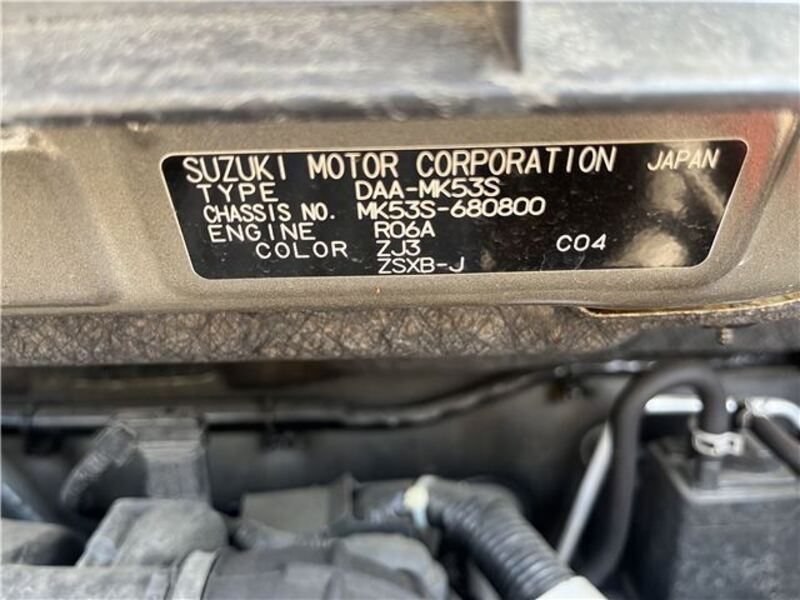 SUZUKI MOTOR CORPORATION JAPAN
TYPE DAA-MK53S
CHASSIS NO. MK53S-680800
ENGINE R06A
COLOR ZJ3 C04
ZSXB-J